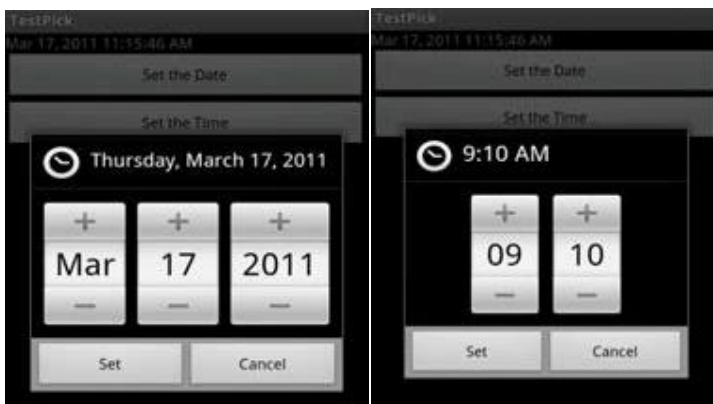 TestPick
Mar 17, 2011 11:15:46 AM
Set the Date
Set the Time
Thursday, March 17, 2011
+ + +
Mar 17 2011
- - -
Set Cancel
TestPick
Mar 17, 2011 11:15:46 AM
Set the Date
Set the Time
9:10 AM
+ +
09 10
- -
Set Cancel